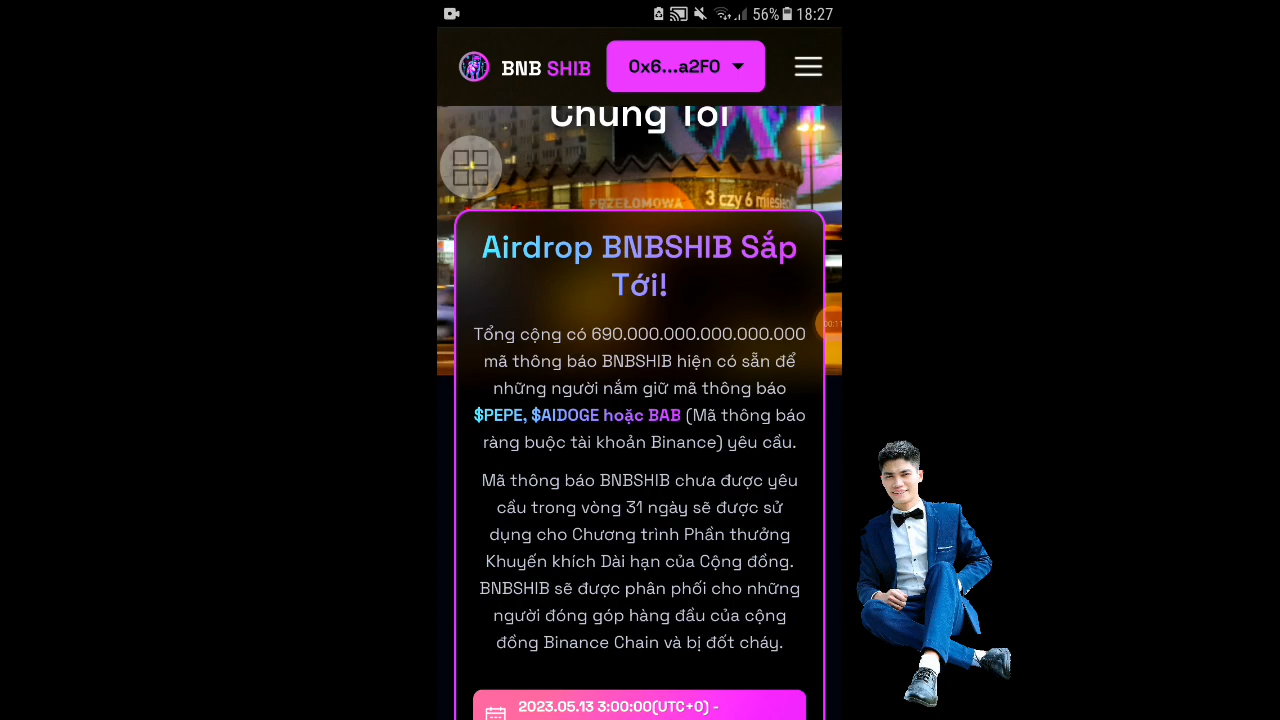 56% 18:27
BNB SHIB
0x6...a2F0
Chúng Tôi
PRZEŁOMOWA
3 czy 6 miesięcy
Airdrop BNBSHIB Sắp
Tới!
00:11
Tổng cộng có 690.000.000.000.000.000
mã thông báo BNBSHIB hiện có sẵn để
những người nắm giữ mã thông báo
$PEPE, $AIDOGE hoặc BAB (Mã thông báo
ràng buộc tài khoản Binance) yêu cầu.
Mã thông báo BNBSHIB chưa được yêu
cầu trong vòng 31 ngày sẽ được sử
dụng cho Chương trình Phần thưởng
Khuyến khích Dài hạn của Cộng đồng.
BNBSHIB sẽ được phân phối cho những
người đóng góp hàng đầu của cộng
đồng Binance Chain và bị đốt cháy.
2023.05.13 3:00:00(UTC+0) -